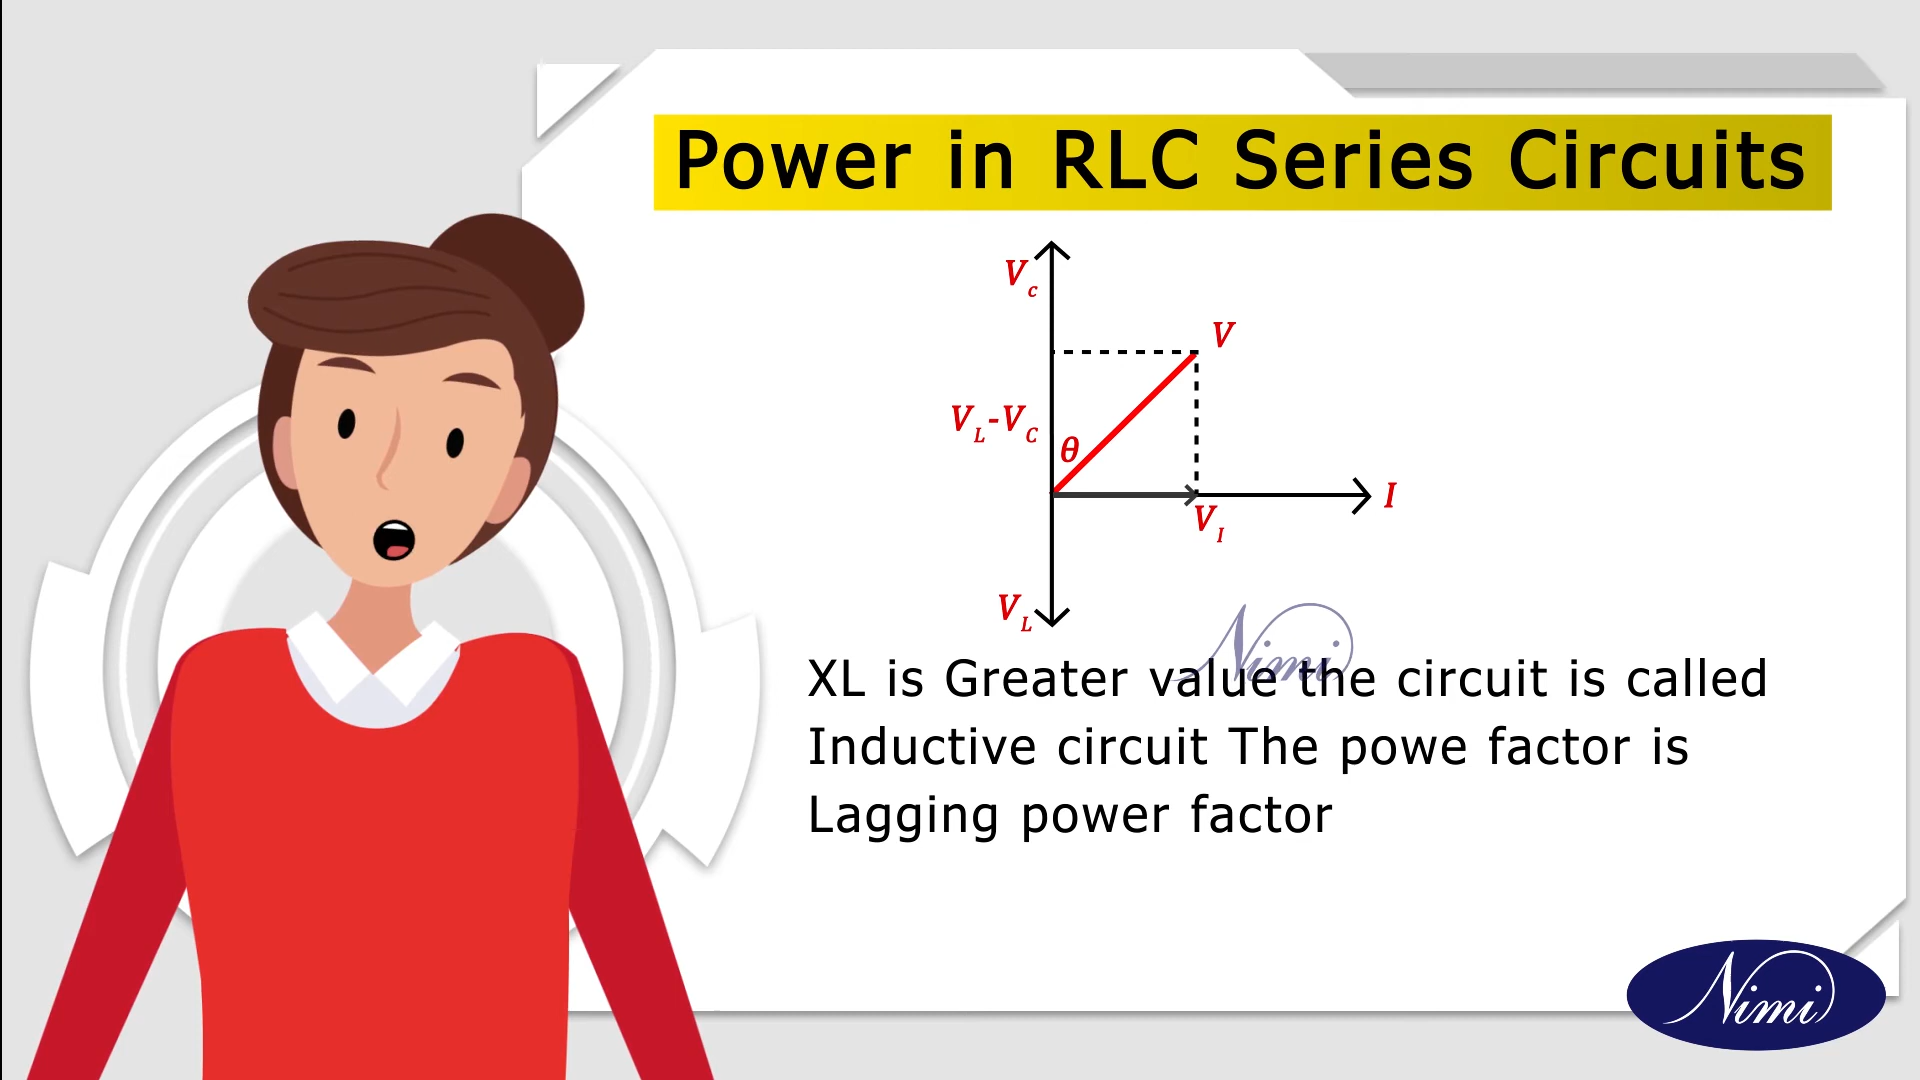 Power in RLC Series Circuits
Vc
V
VL-VC
θ
I
VI
VL
Nimi
XL is Greater value the circuit is called
Inductive circuit The powe factor is
Lagging power factor
Nimi